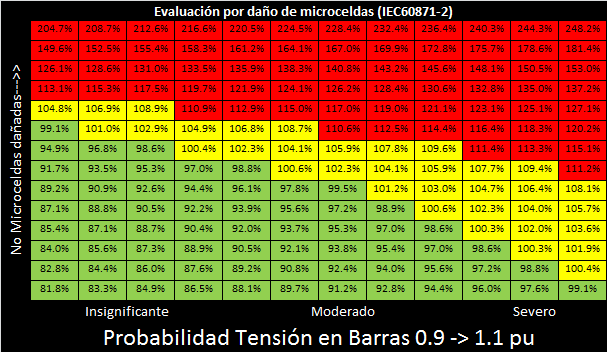 Evaluación por daño de microceldas (IEC60871-2)
204.7% 208.7% 212.6% 216.6% 220.5% 224.5% 228.4% 232.4% 236.4% 240.3% 244.3% 248.2%
149.6% 152.5% 155.4% 158.3% 161.2% 164.1% 167.0% 169.9% 172.8% 175.7% 178.6% 181.4%
126.1% 128.6% 131.0% 133.5% 135.9% 138.3% 140.8% 143.2% 145.6% 148.1% 150.5% 153.0%
113.1% 115.3% 117.5% 119.7% 121.9% 124.1% 126.2% 128.4% 130.6% 132.8% 135.0% 137.2%
104.8% 106.9% 108.9% 110.9% 112.9% 115.0% 117.0% 119.0% 121.1% 123.1% 125.1% 127.1%
99.1% 101.0% 102.9% 104.9% 106.8% 108.7% 110.6% 112.5% 114.4% 116.4% 118.3% 120.2%
94.9% 96.8% 98.6% 100.4% 102.3% 104.1% 105.9% 107.8% 109.6% 111.4% 113.3% 115.1%
91.7% 93.5% 95.3% 97.0% 98.8% 100.6% 102.3% 104.1% 105.9% 107.7% 109.4% 111.2%
89.2% 90.9% 92.6% 94.4% 96.1% 97.8% 99.5% 101.2% 103.0% 104.7% 106.4% 108.1%
87.1% 88.8% 90.5% 92.2% 93.9% 95.6% 97.2% 98.9% 100.6% 102.3% 104.0% 105.7%
85.4% 87.1% 88.7% 90.4% 92.0% 93.7% 95.3% 97.0% 98.6% 100.3% 102.0% 103.6%
84.0% 85.6% 87.3% 88.9% 90.5% 92.1% 93.8% 95.4% 97.0% 98.6% 100.3% 101.9%
82.8% 84.4% 86.0% 87.6% 89.2% 90.8% 92.4% 94.0% 95.6% 97.2% 98.8% 100.4%
81.8% 83.3% 84.9% 86.5% 88.1% 89.7% 91.2% 92.8% 94.4% 96.0% 97.6% 99.1%
No Microceldas dañadas--->>
Insignificante Moderado Severo
Probabilidad Tensión en Barras 0.9 -> 1.1 pu